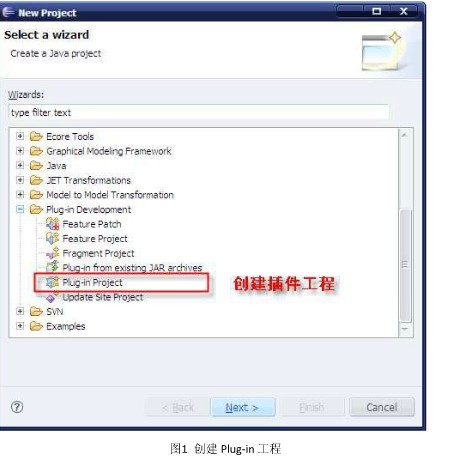 New Project
Select a wizard
Create a Java project
Wizards:
type filter text
Ecore Tools
Graphical Modeling Framework
Java
JET Transformations
Model to Model Transformation
Plug-in Development
Feature Patch
Feature Project
Fragment Project
Plug-in from existing JAR archives
Plug-in Project 创建插件工程
Update Site Project
SVN
Examples
< Back Next > Finish Cancel
图1 创建 Plug-in 工程